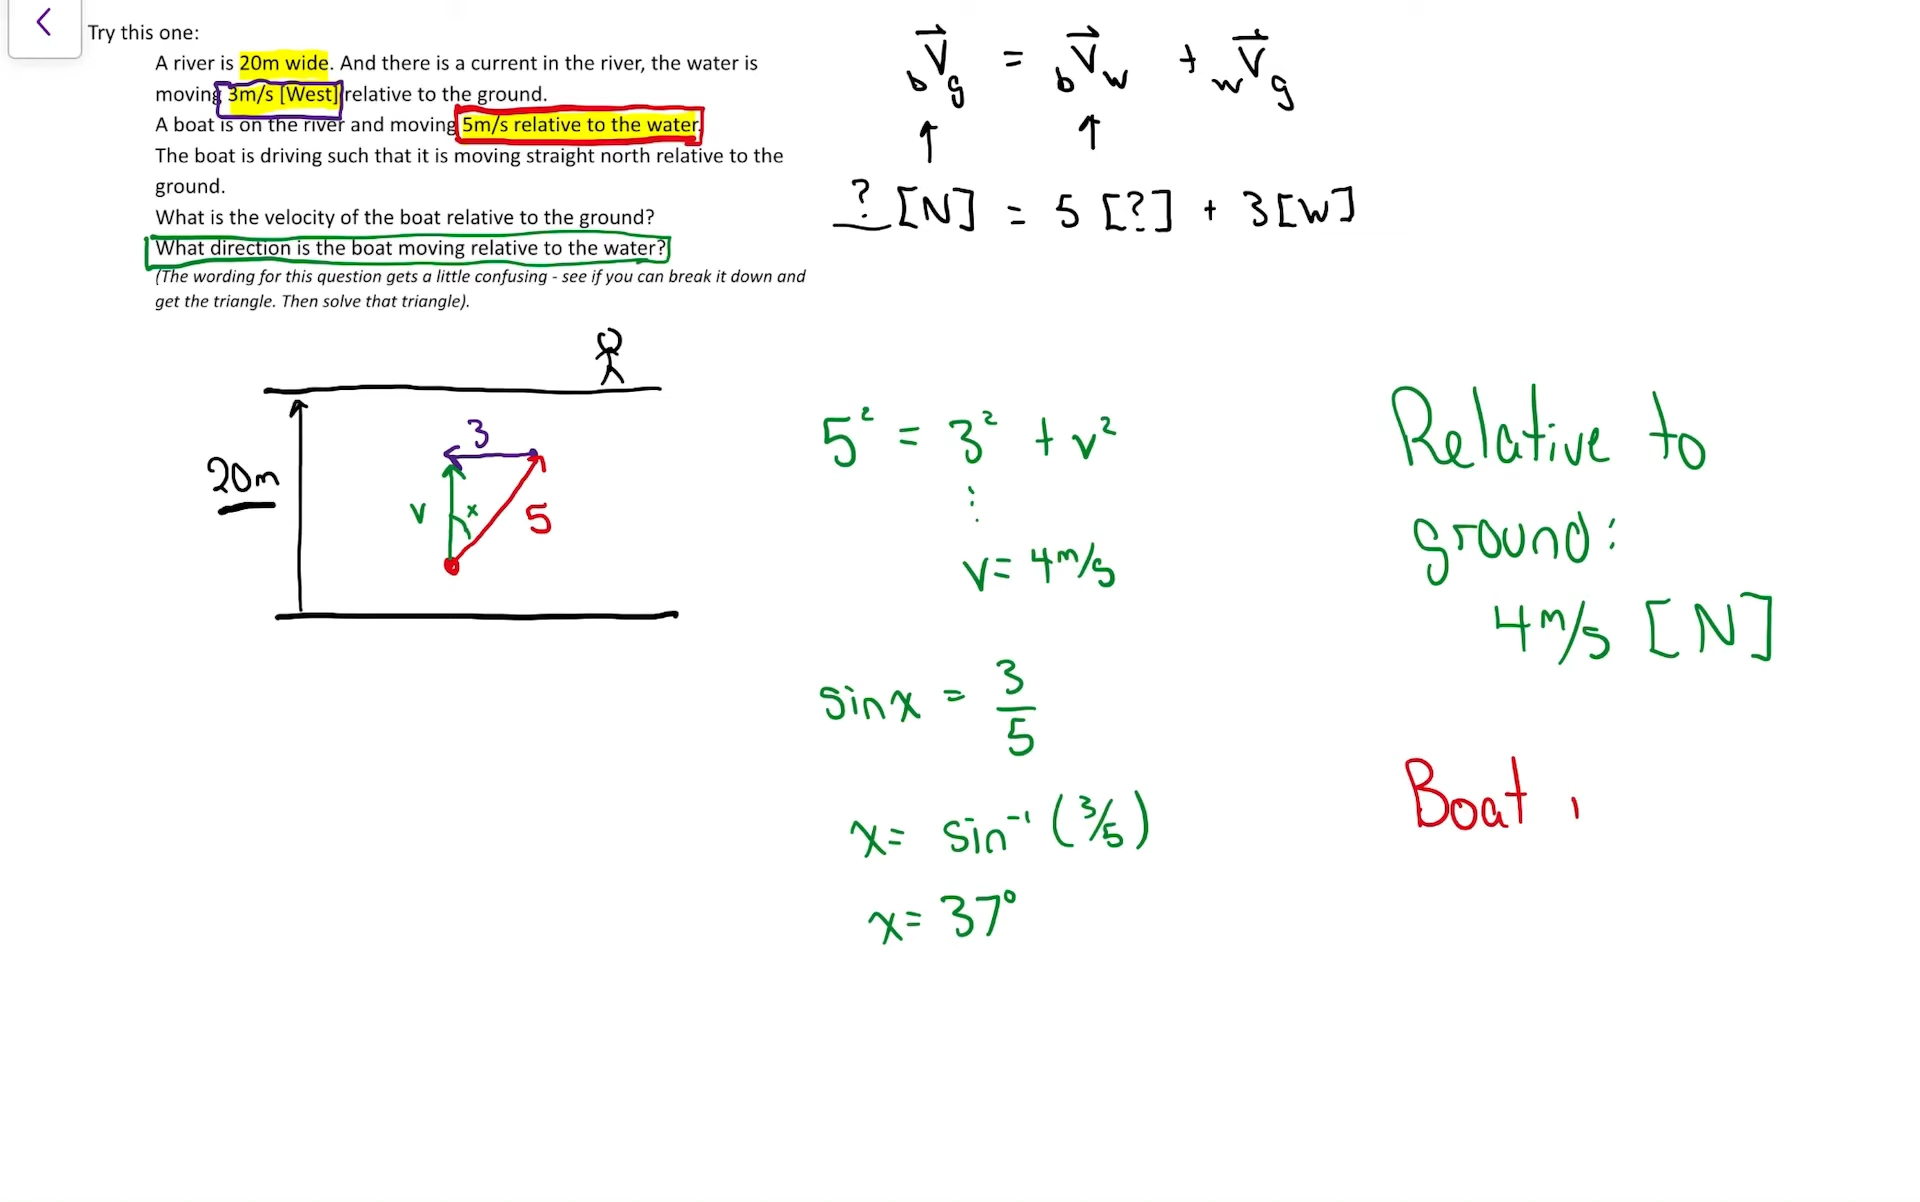 Try this one:
A river is 20m wide. And there is a current in the river, the water is
moving 3m/s [West] relative to the ground.
A boat is on the river and moving 5m/s relative to the water.
The boat is driving such that it is moving straight north relative to the
ground.
What is the velocity of the boat relative to the ground?
What direction is the boat moving relative to the water?
(The wording for this question gets a little confusing - see if you can break it down and
get the triangle. Then solve that triangle).
bV⃗g = bV⃗w + wV⃗g
↑ ↑
? [N] = 5 [?] + 3[W]
3
20m
v
x
5
5² = 3² + v²
⋮
v = 4m/s
sin x = 3/5
x = sin⁻¹ (3/5)
x = 37°
Relative to
ground:
4m/s [N]
Boat